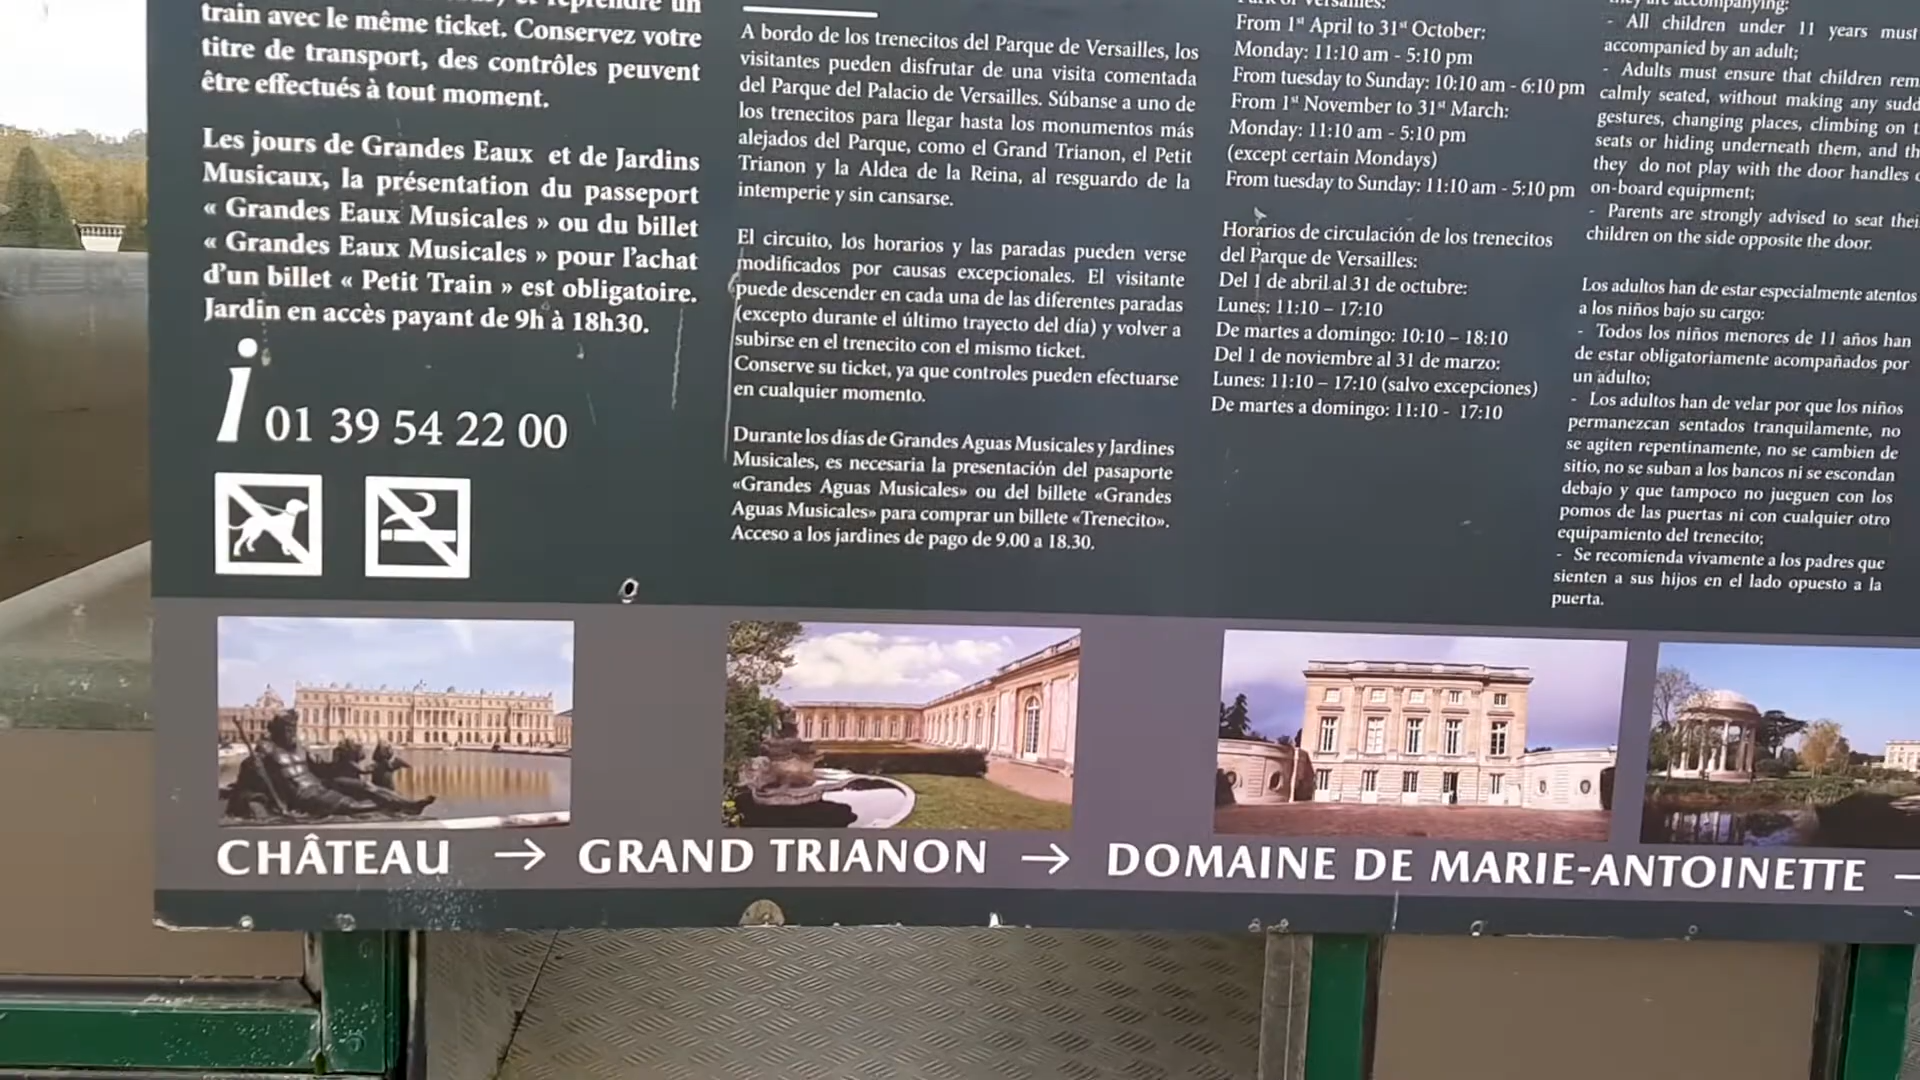 train avec le même ticket. Conservez votre
titre de transport, des contrôles peuvent
être effectués à tout moment.
Les jours de Grandes Eaux et de Jardins
Musicaux, la présentation du passeport
« Grandes Eaux Musicales » ou du billet
« Grandes Eaux Musicales » pour l’achat
d’un billet « Petit Train » est obligatoire.
Jardin en accès payant de 9h à 18h30.
i 01 39 54 22 00
A bordo de los trenecitos del Parque de Versailles, los
visitantes pueden disfrutar de una visita comentada
del Parque del Palacio de Versailles. Súbanse a uno de
los trenecitos para llegar hasta los monumentos más
alejados del Parque, como el Grand Trianon, el Petit
Trianon y la Aldea de la Reina, al resguardo de la
intemperie y sin cansarse.
El circuito, los horarios y las paradas pueden verse
modificados por causas excepcionales. El visitante
puede descender en cada una de las diferentes paradas
(excepto durante el último trayecto del día) y volver a
subirse en el trenecito con el mismo ticket.
Conserve su ticket, ya que controles pueden efectuarse
en cualquier momento.
Durante los días de Grandes Aguas Musicales y Jardines
Musicales, es necesaria la presentación del pasaporte
«Grandes Aguas Musicales» ou del billete «Grandes
Aguas Musicales» para comprar un billete «Trenecito».
Acceso a los jardines de pago de 9.00 a 18.30.
From 1st April to 31st October:
Monday: 11:10 am - 5:10 pm
From tuesday to Sunday: 10:10 am - 6:10 pm
From 1st November to 31st March:
Monday: 11:10 am - 5:10 pm
(except certain Mondays)
From tuesday to Sunday: 11:10 am - 5:10 pm
Horarios de circulación de los trenecitos
del Parque de Versailles:
Del 1 de abril al 31 de octubre:
Lunes: 11:10 – 17:10
De martes a domingo: 10:10 – 18:10
Del 1 de noviembre al 31 de marzo:
Lunes: 11:10 – 17:10 (salvo excepciones)
De martes a domingo: 11:10 - 17:10
- All children under 11 years must
accompanied by an adult;
- Adults must ensure that children
calmly seated, without making any
gestures, changing places, climbing on
seats or hiding underneath them, and
they do not play with the door handles
on-board equipment;
- Parents are strongly advised to seat
children on the side opposite the door.
Los adultos han de estar especialmente atentos
a los niños bajo su cargo:
- Todos los niños menores de 11 años han
de estar obligatoriamente acompañados por
un adulto;
- Los adultos han de velar por que los niños
permanezcan sentados tranquilamente, no
se agiten repentinamente, no se cambien de
sitio, no se suban a los bancos ni se escondan
debajo y que tampoco no jueguen con los
pomos de las puertas ni con cualquier otro
equipamiento del trenecito;
- Se recomienda vivamente a los padres que
sienten a sus hijos en el lado opuesto a la
puerta.
CHÂTEAU → GRAND TRIANON → DOMAINE DE MARIE-ANTOINETTE